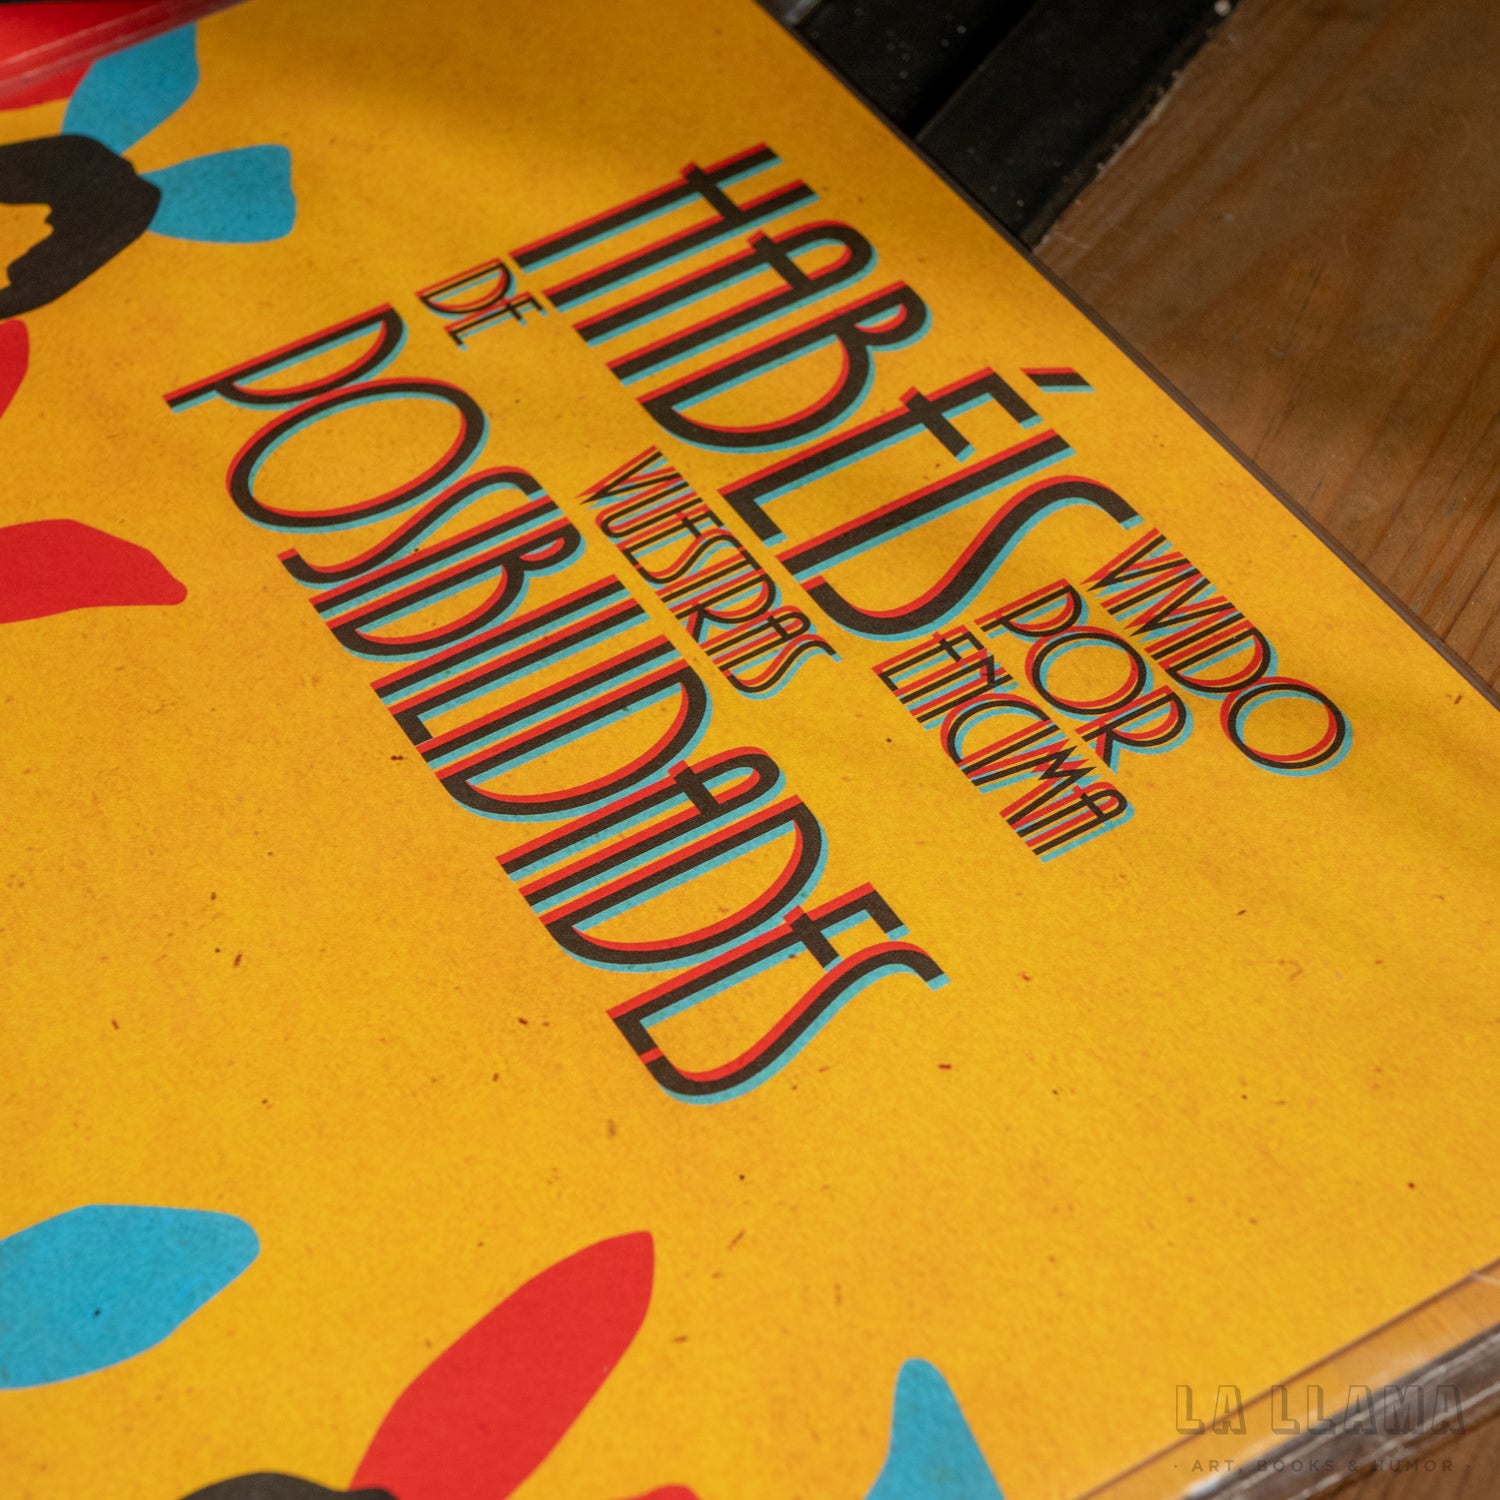 HABÉIS VIVIDO
POR
ENCIMA
DE VUESTRAS
POSIBILIDADES
LA LLAMA
· ART, BOOKS & HUMOR ·